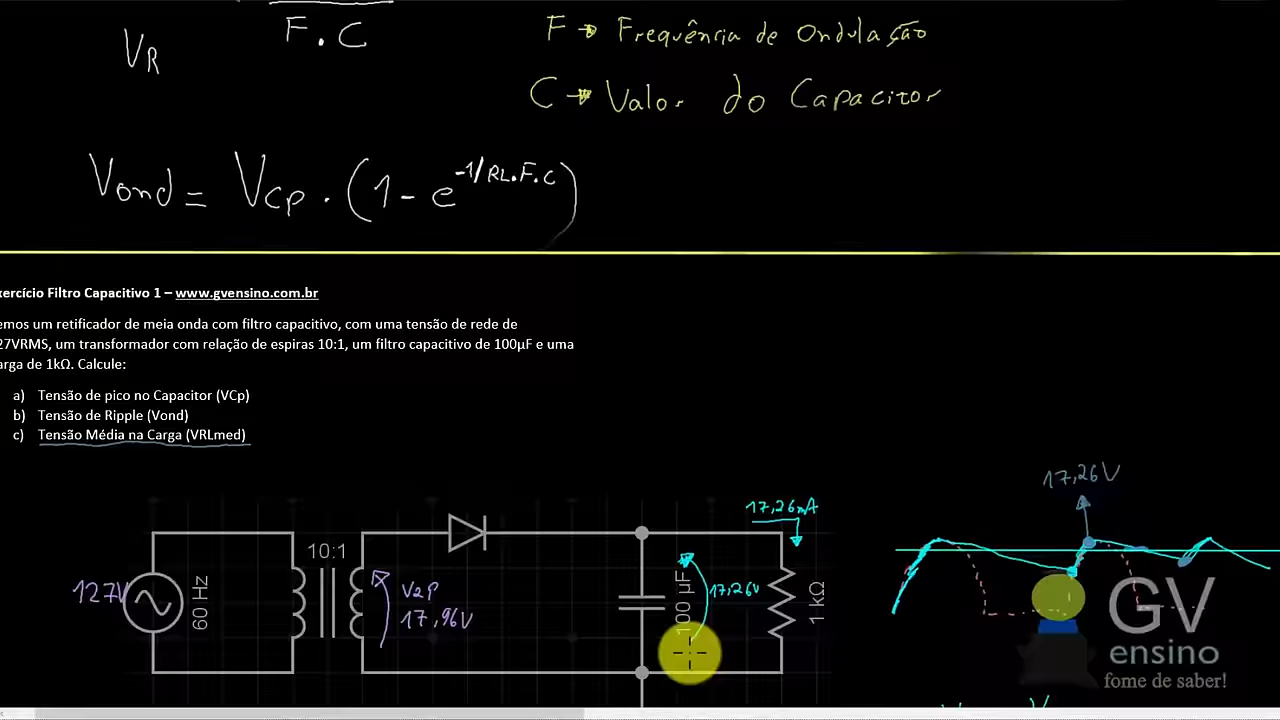 F . C
VR
F → Frequência de Ondulação
C → Valor do Capacitor
Vond = Vcp . (1 - e^-1/RL.F.C)
xercício Filtro Capacitivo 1 – www.gvensino.com.br
emos um retificador de meia onda com filtro capacitivo, com uma tensão de rede de
27VRMS, um transformador com relação de espiras 10:1, um filtro capacitivo de 100µF e uma
arga de 1kΩ. Calcule:
a) Tensão de pico no Capacitor (VCp)
b) Tensão de Ripple (Vond)
c) Tensão Média na Carga (VRLmed)
17,26V
17,26mA
10:1
127V
60 Hz
V2P
17,96V
100 µF
17,26V
1 kΩ
GV
ensino
fome de saber!